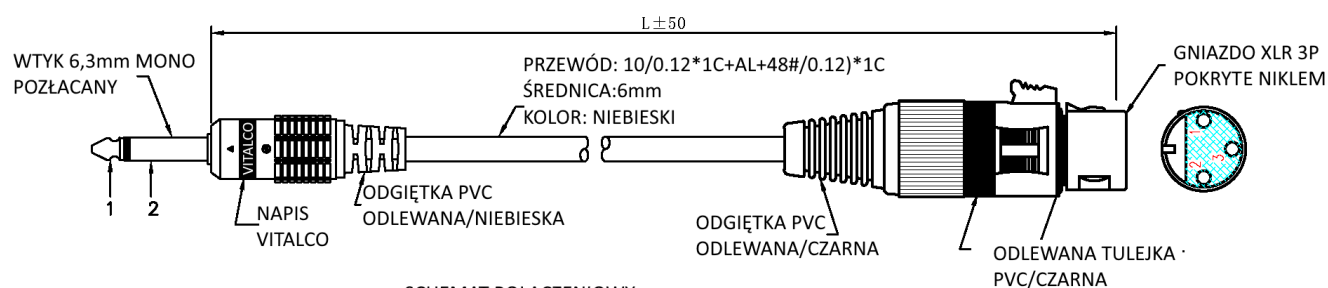 L±50
WTYK 6,3mm MONO
POZŁACANY
PRZEWÓD: 10/0.12*1C+AL+48#/0.12)*1C
ŚREDNICA:6mm
KOLOR: NIEBIESKI
GNIAZDO XLR 3P
POKRYTE NIKLEM
VITALCO
1
2
3
1
2
NAPIS
VITALCO
ODGIĘTKA PVC
ODLEWANA/NIEBIESKA
ODGIĘTKA PVC
ODLEWANA/CZARNA
ODLEWANA TULEJKA
PVC/CZARNA